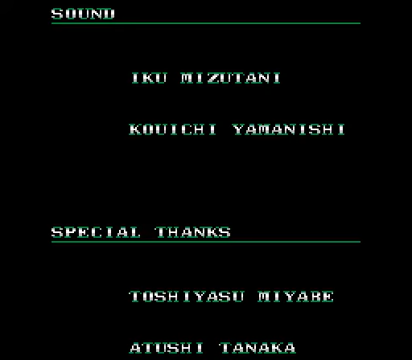 SOUND
IKU MIZUTANI
KOUICHI YAMANISHI
SPECIAL THANKS
TOSHIYASU MIYABE
ATUSHI TANAKA